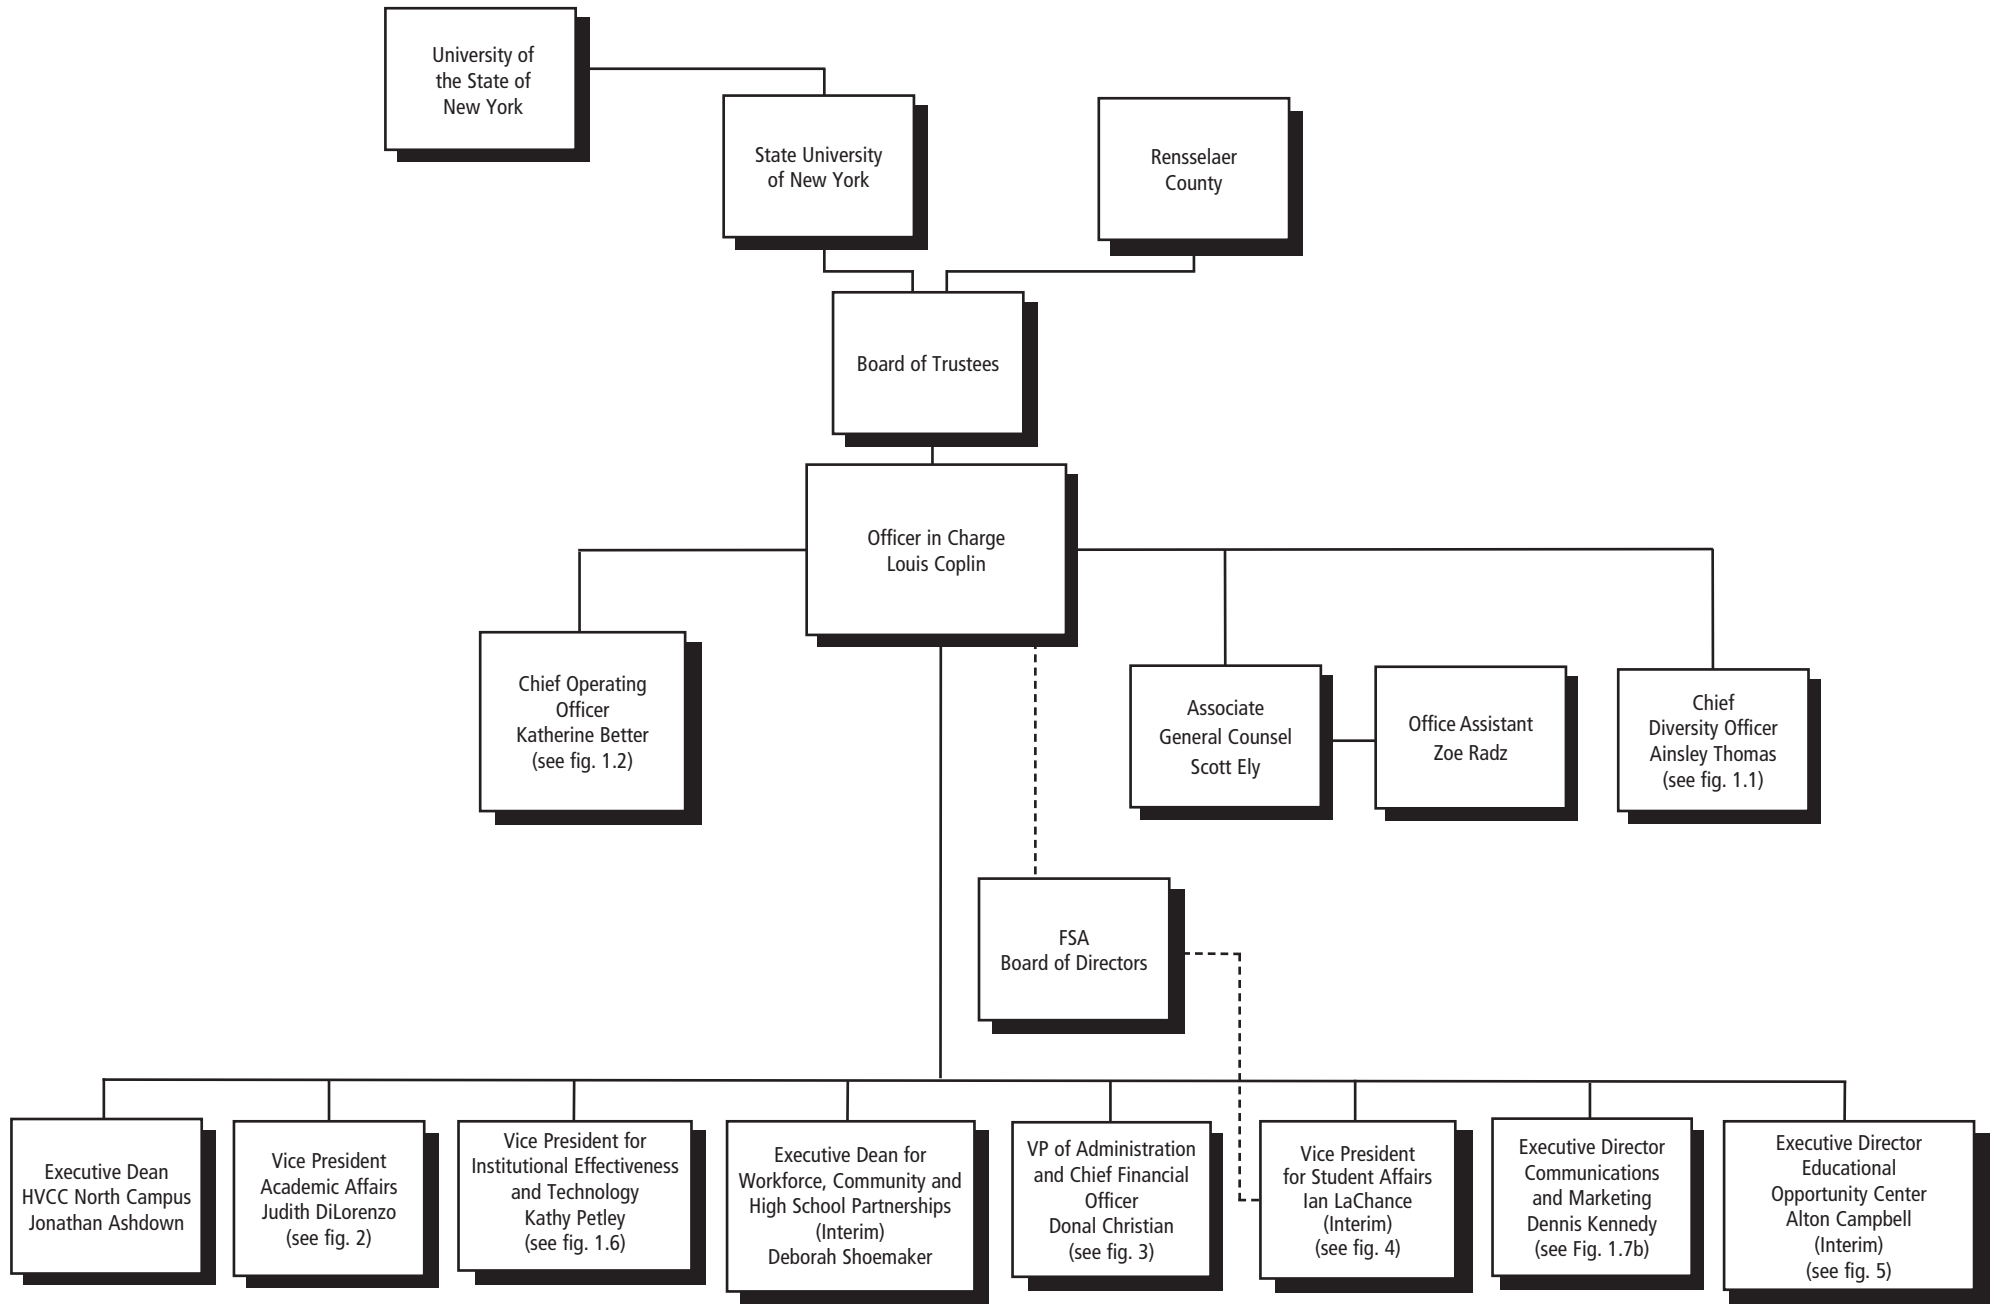 University of
the State of
New York
State University
of New York
Rensselaer
County
Board of Trustees
Officer in Charge
Louis Coplin
Chief Operating
Officer
Katherine Better
(see fig. 1.2)
Associate
General Counsel
Scott Ely
Office Assistant
Zoe Radz
Chief
Diversity Officer
Ainsley Thomas
(see fig. 1.1)
FSA
Board of Directors
Executive Dean
HVCC North Campus
Jonathan Ashdown
Vice President
Academic Affairs
Judith DiLorenzo
(see fig. 2)
Vice President for
Institutional Effectiveness
and Technology
Kathy Petley
(see fig. 1.6)
Executive Dean for
Workforce, Community and
High School Partnerships
(Interim)
Deborah Shoemaker
VP of Administration
and Chief Financial
Officer
Donal Christian
(see fig. 3)
Vice President
for Student Affairs
Ian LaChance
(Interim)
(see fig. 4)
Executive Director
Communications
and Marketing
Dennis Kennedy
(see Fig. 1.7b)
Executive Director
Educational
Opportunity Center
Alton Campbell
(Interim)
(see fig. 5)